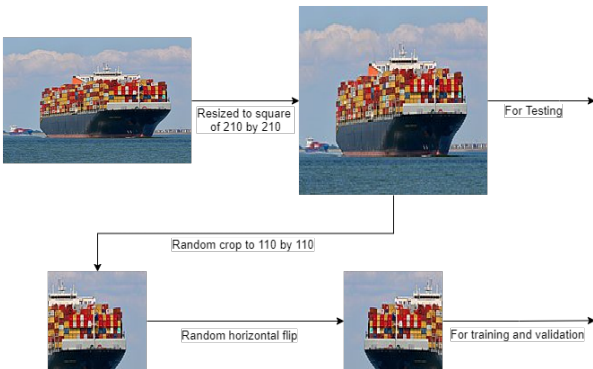 Resized to square
of 210 by 210
For Testing
Random crop to 110 by 110
Random horizontal flip
For training and validation